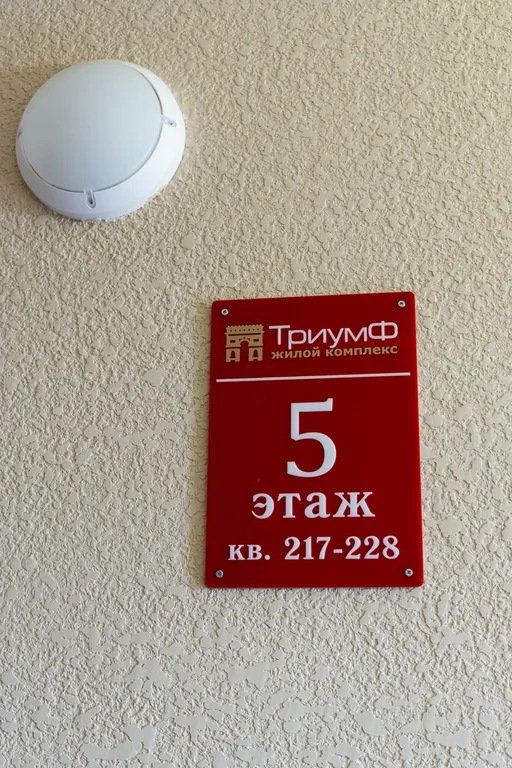 ТриумФ
жилой комплекс
5
этаж
кв. 217-228